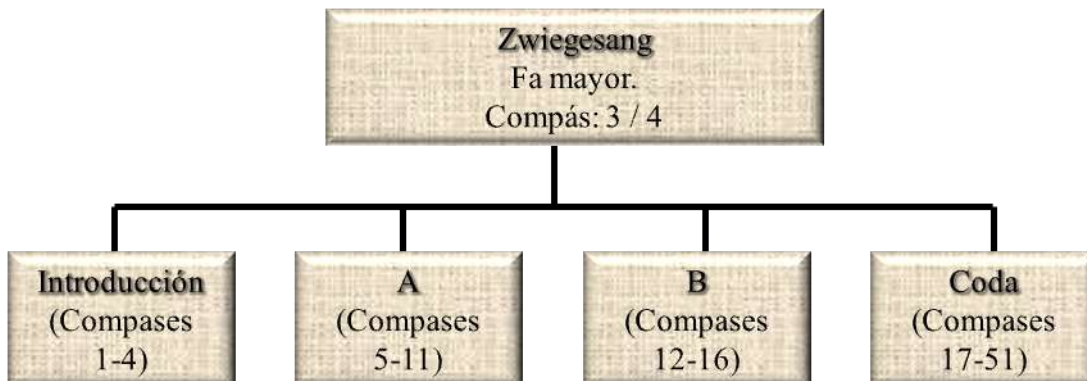 Zwiegesang
Fa mayor.
Compás: 3 / 4
Introducción
(Compases
1-4)
A
(Compases
5-11)
B
(Compases
12-16)
Coda
(Compases
17-51)